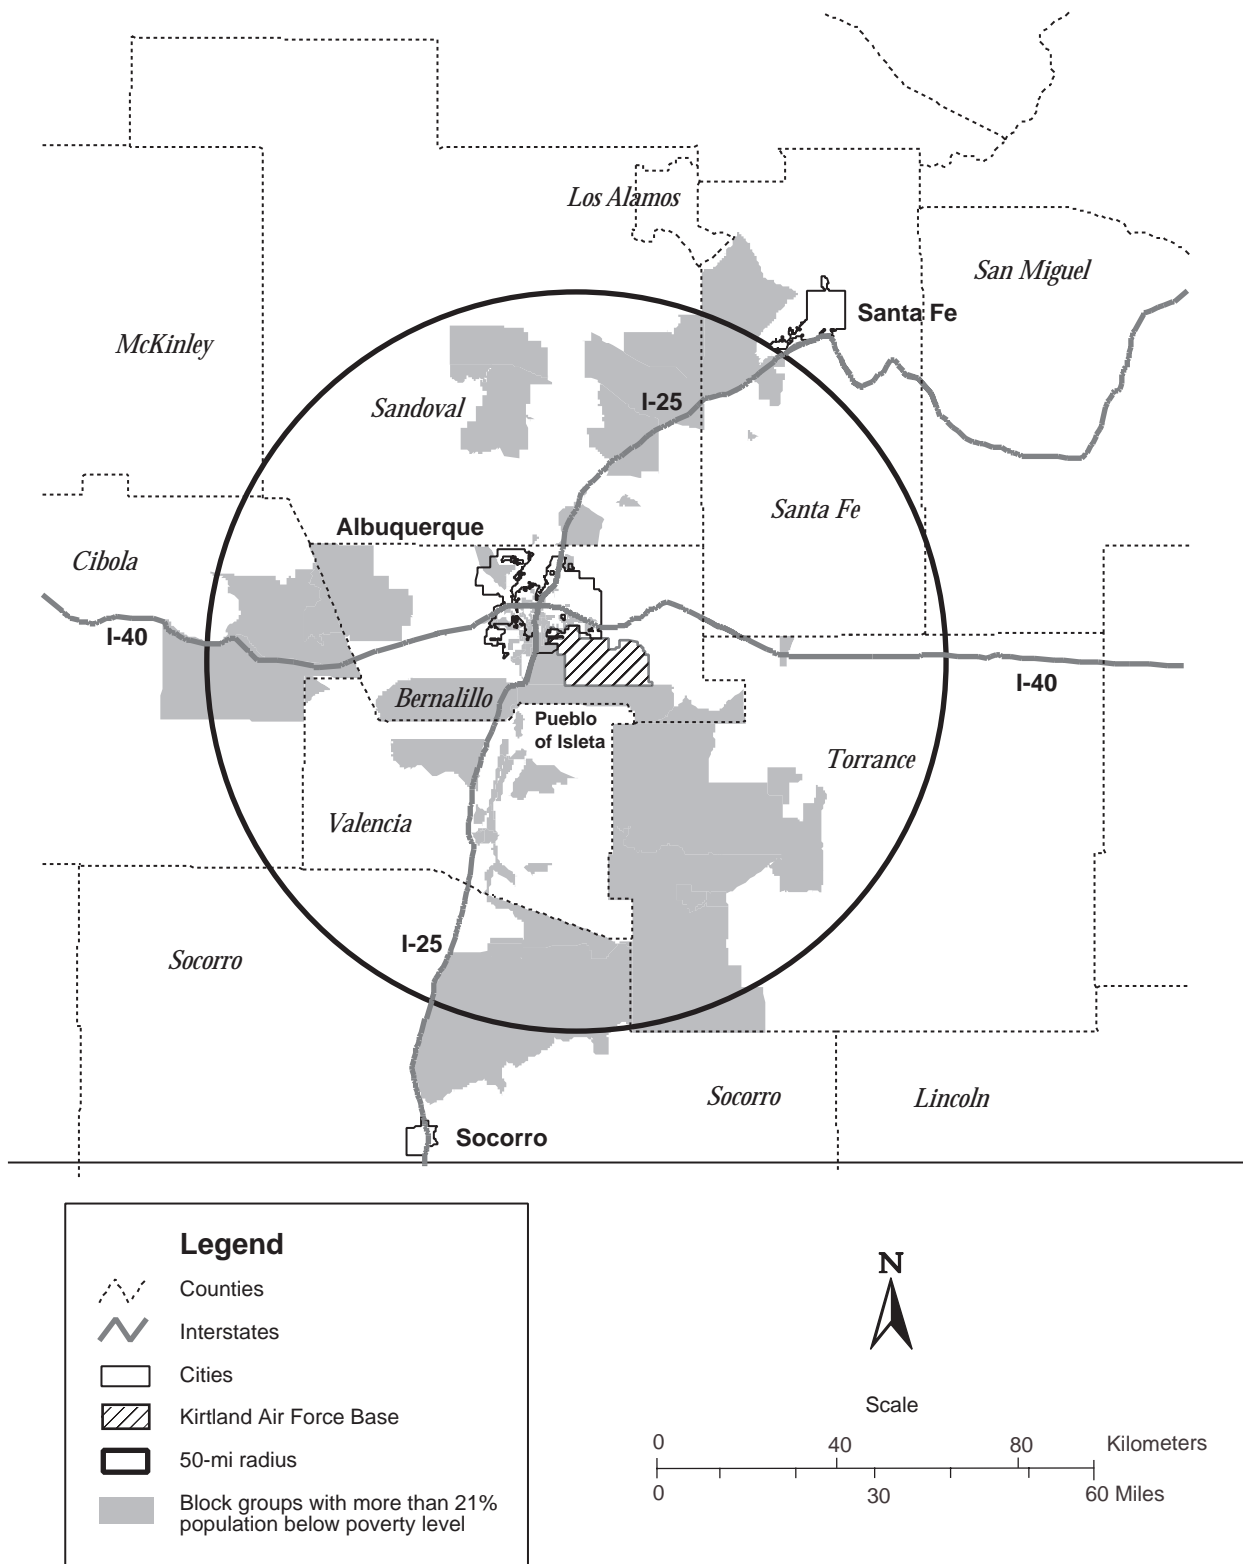 Los Alamos
San Miguel
Santa Fe
McKinley
Sandoval
I-25
Santa Fe
Albuquerque
Cibola
I-40
I-40
Bernalillo
Pueblo
of Isleta
Torrance
Valencia
I-25
Socorro
Socorro
Lincoln
Socorro
Legend
Counties
Interstates
Cities
Kirtland Air Force Base
50-mi radius
Block groups with more than 21%
population below poverty level
N
Scale
0 40 80 Kilometers
0 30 60 Miles